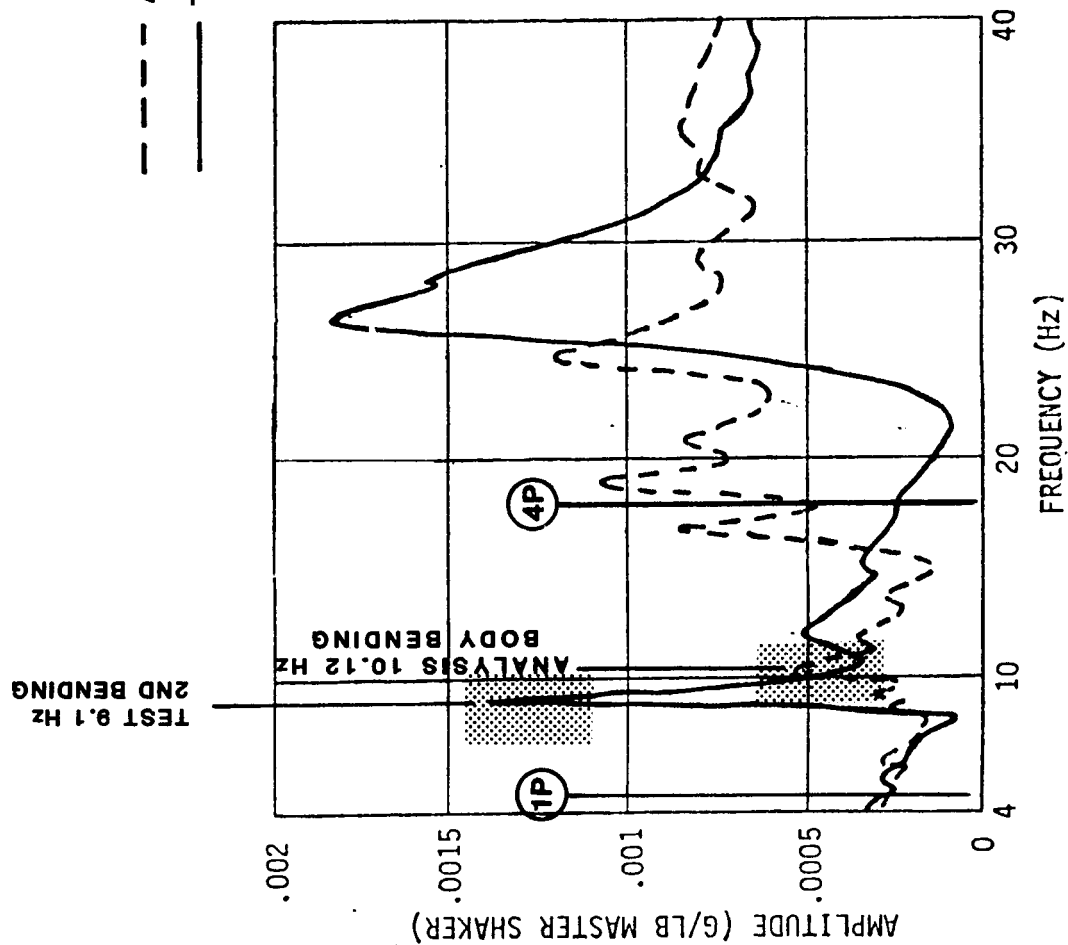 TEST 9.1 Hz
2ND BENDING
ANALYSIS 10.12 Hz
BODY BENDING
1P
4P
.002
.0015
.001
.0005
0
AMPLITUDE (G/LB MASTER SHAKER)
4
10
20
30
40
FREQUENCY (Hz)
*